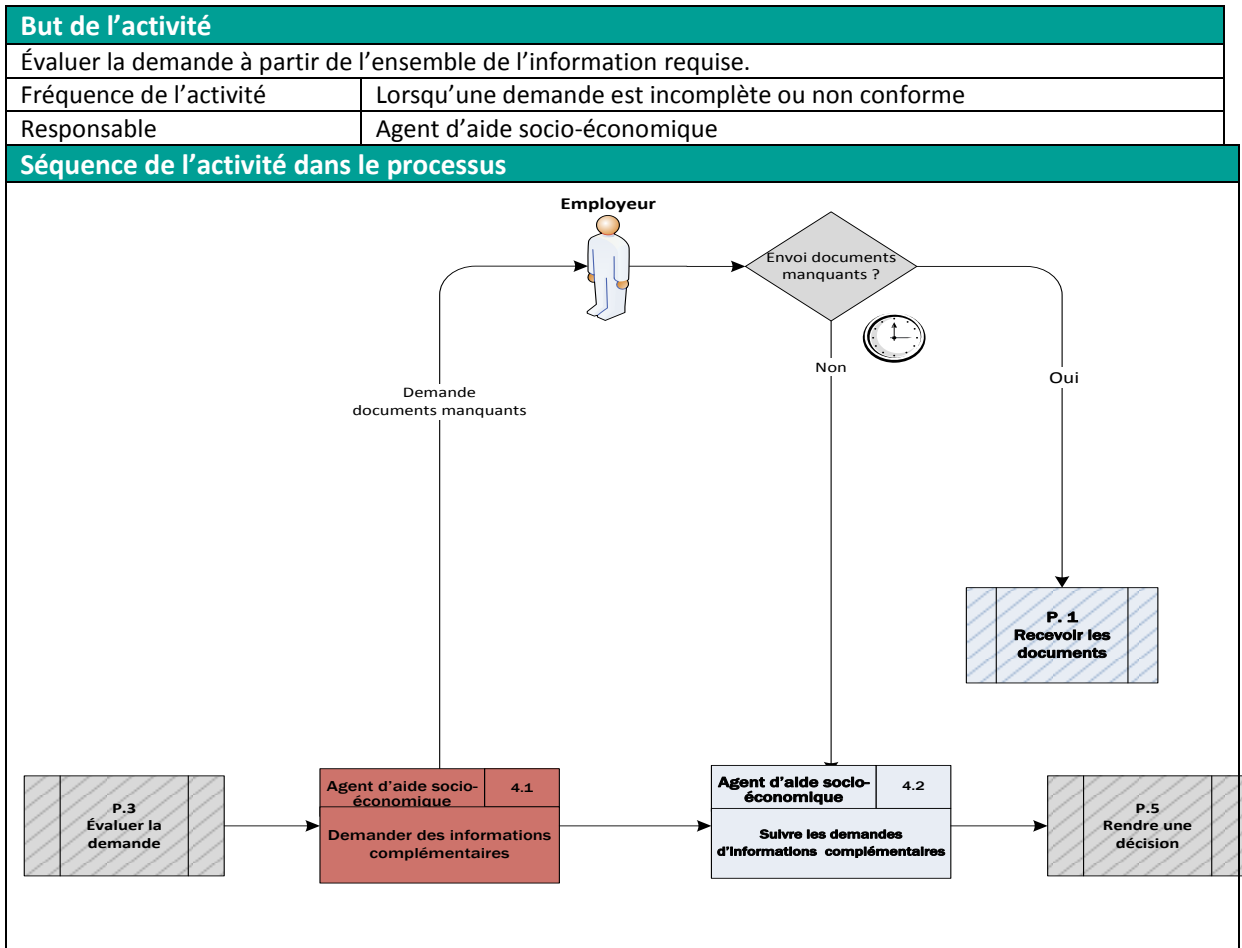 But de l’activité
Évaluer la demande à partir de l’ensemble de l’information requise.
Fréquence de l’activité Lorsqu’une demande est incomplète ou non conforme
Responsable Agent d’aide socio-économique
Séquence de l’activité dans le processus
Employeur
Envoi documents
manquants ?
Non
Oui
Demande
documents manquants
P. 1
Recevoir les
documents
P.3
Évaluer la
demande
Agent d’aide socio-
économique
4.1
Demander des informations
complémentaires
Agent d’aide socio-
économique
4.2
Suivre les demandes
d’informations complémentaires
P.5
Rendre une
décision